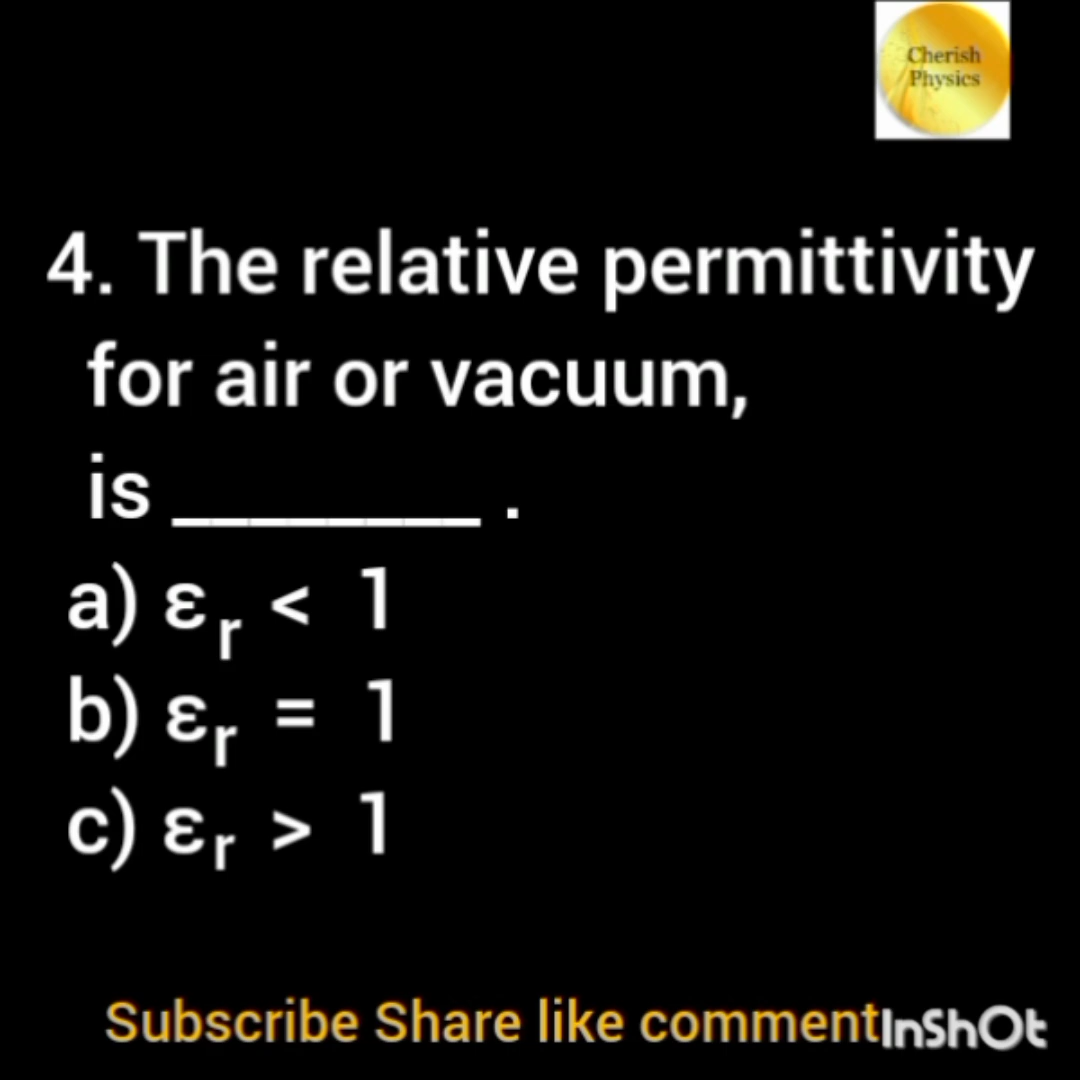 Cherish
Physics
4. The relative permittivity
for air or vacuum,
is ________ .
a) εᵣ < 1
b) εᵣ = 1
c) εᵣ > 1
Subscribe Share like comment
InShOt